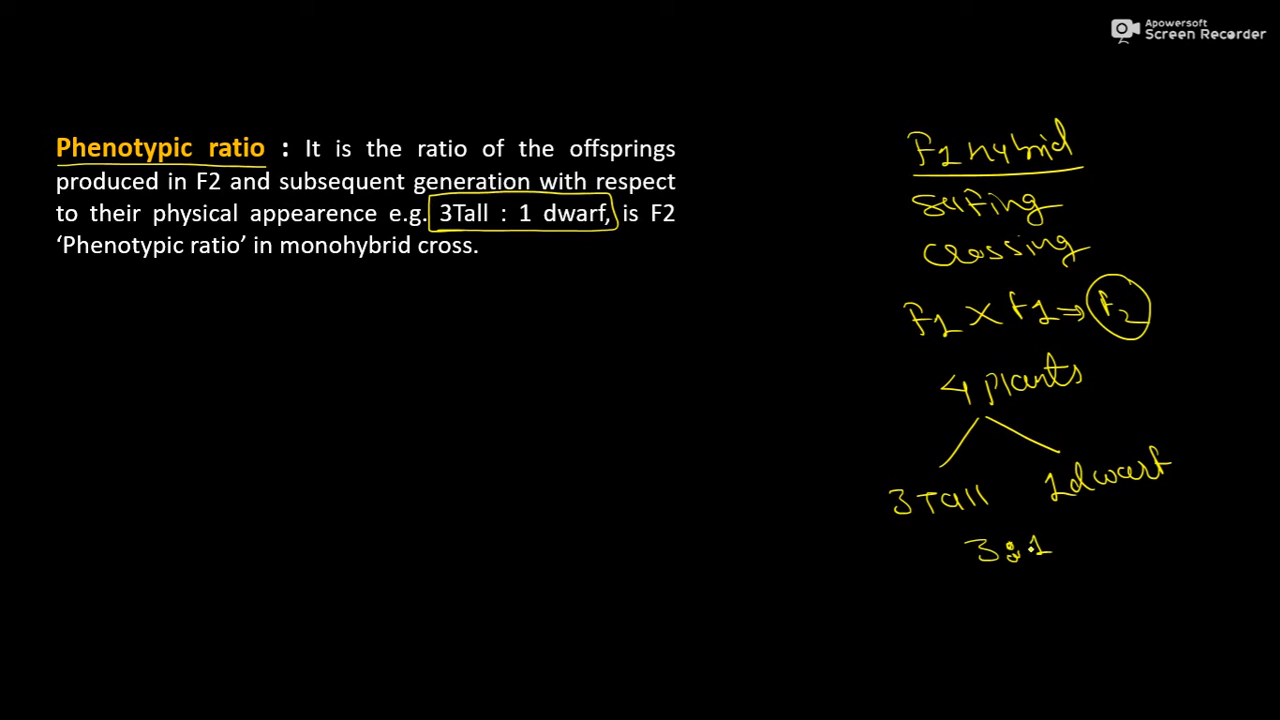 Apowersoft
Screen Recorder
Phenotypic ratio : It is the ratio of the offsprings
produced in F2 and subsequent generation with respect
to their physical appearence e.g. 3Tall : 1 dwarf, is F2
‘Phenotypic ratio’ in monohybrid cross.
F1 hybrid
Selfing
Crossing
F1 X F1 ⇒ F2
4 plants
3 Tall 1 dwarf
3 : 1